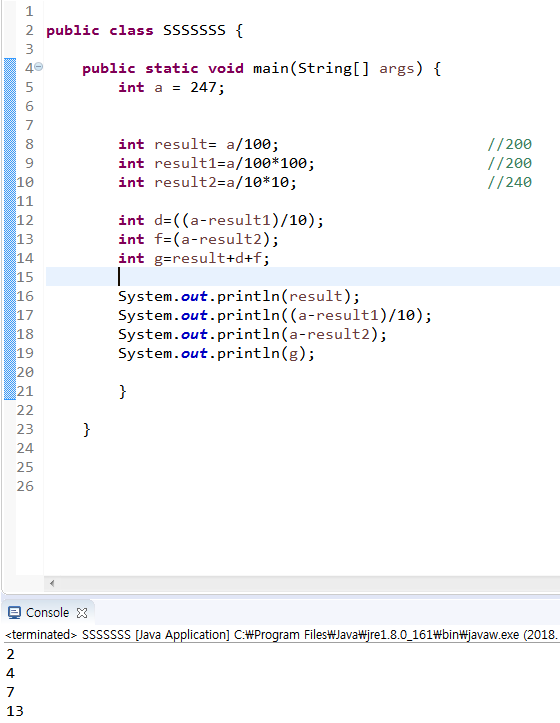 1
2 public class SSSSSSS {
3
4 public static void main(String[] args) {
5 int a = 247;
6
7
8 int result= a/100; //200
9 int result1=a/100*100; //200
10 int result2=a/10*10; //240
11
12 int d=((a-result1)/10);
13 int f=(a-result2);
14 int g=result+d+f;
15
16 System.out.println(result);
17 System.out.println((a-result1)/10);
18 System.out.println(a-result2);
19 System.out.println(g);
20
21 }
22
23 }
24
25
26
Console
<terminated> SSSSSSS [Java Application] C:₩Program Files₩Java₩jre1.8.0_161₩bin₩javaw.exe (2018.
2
4
7
13